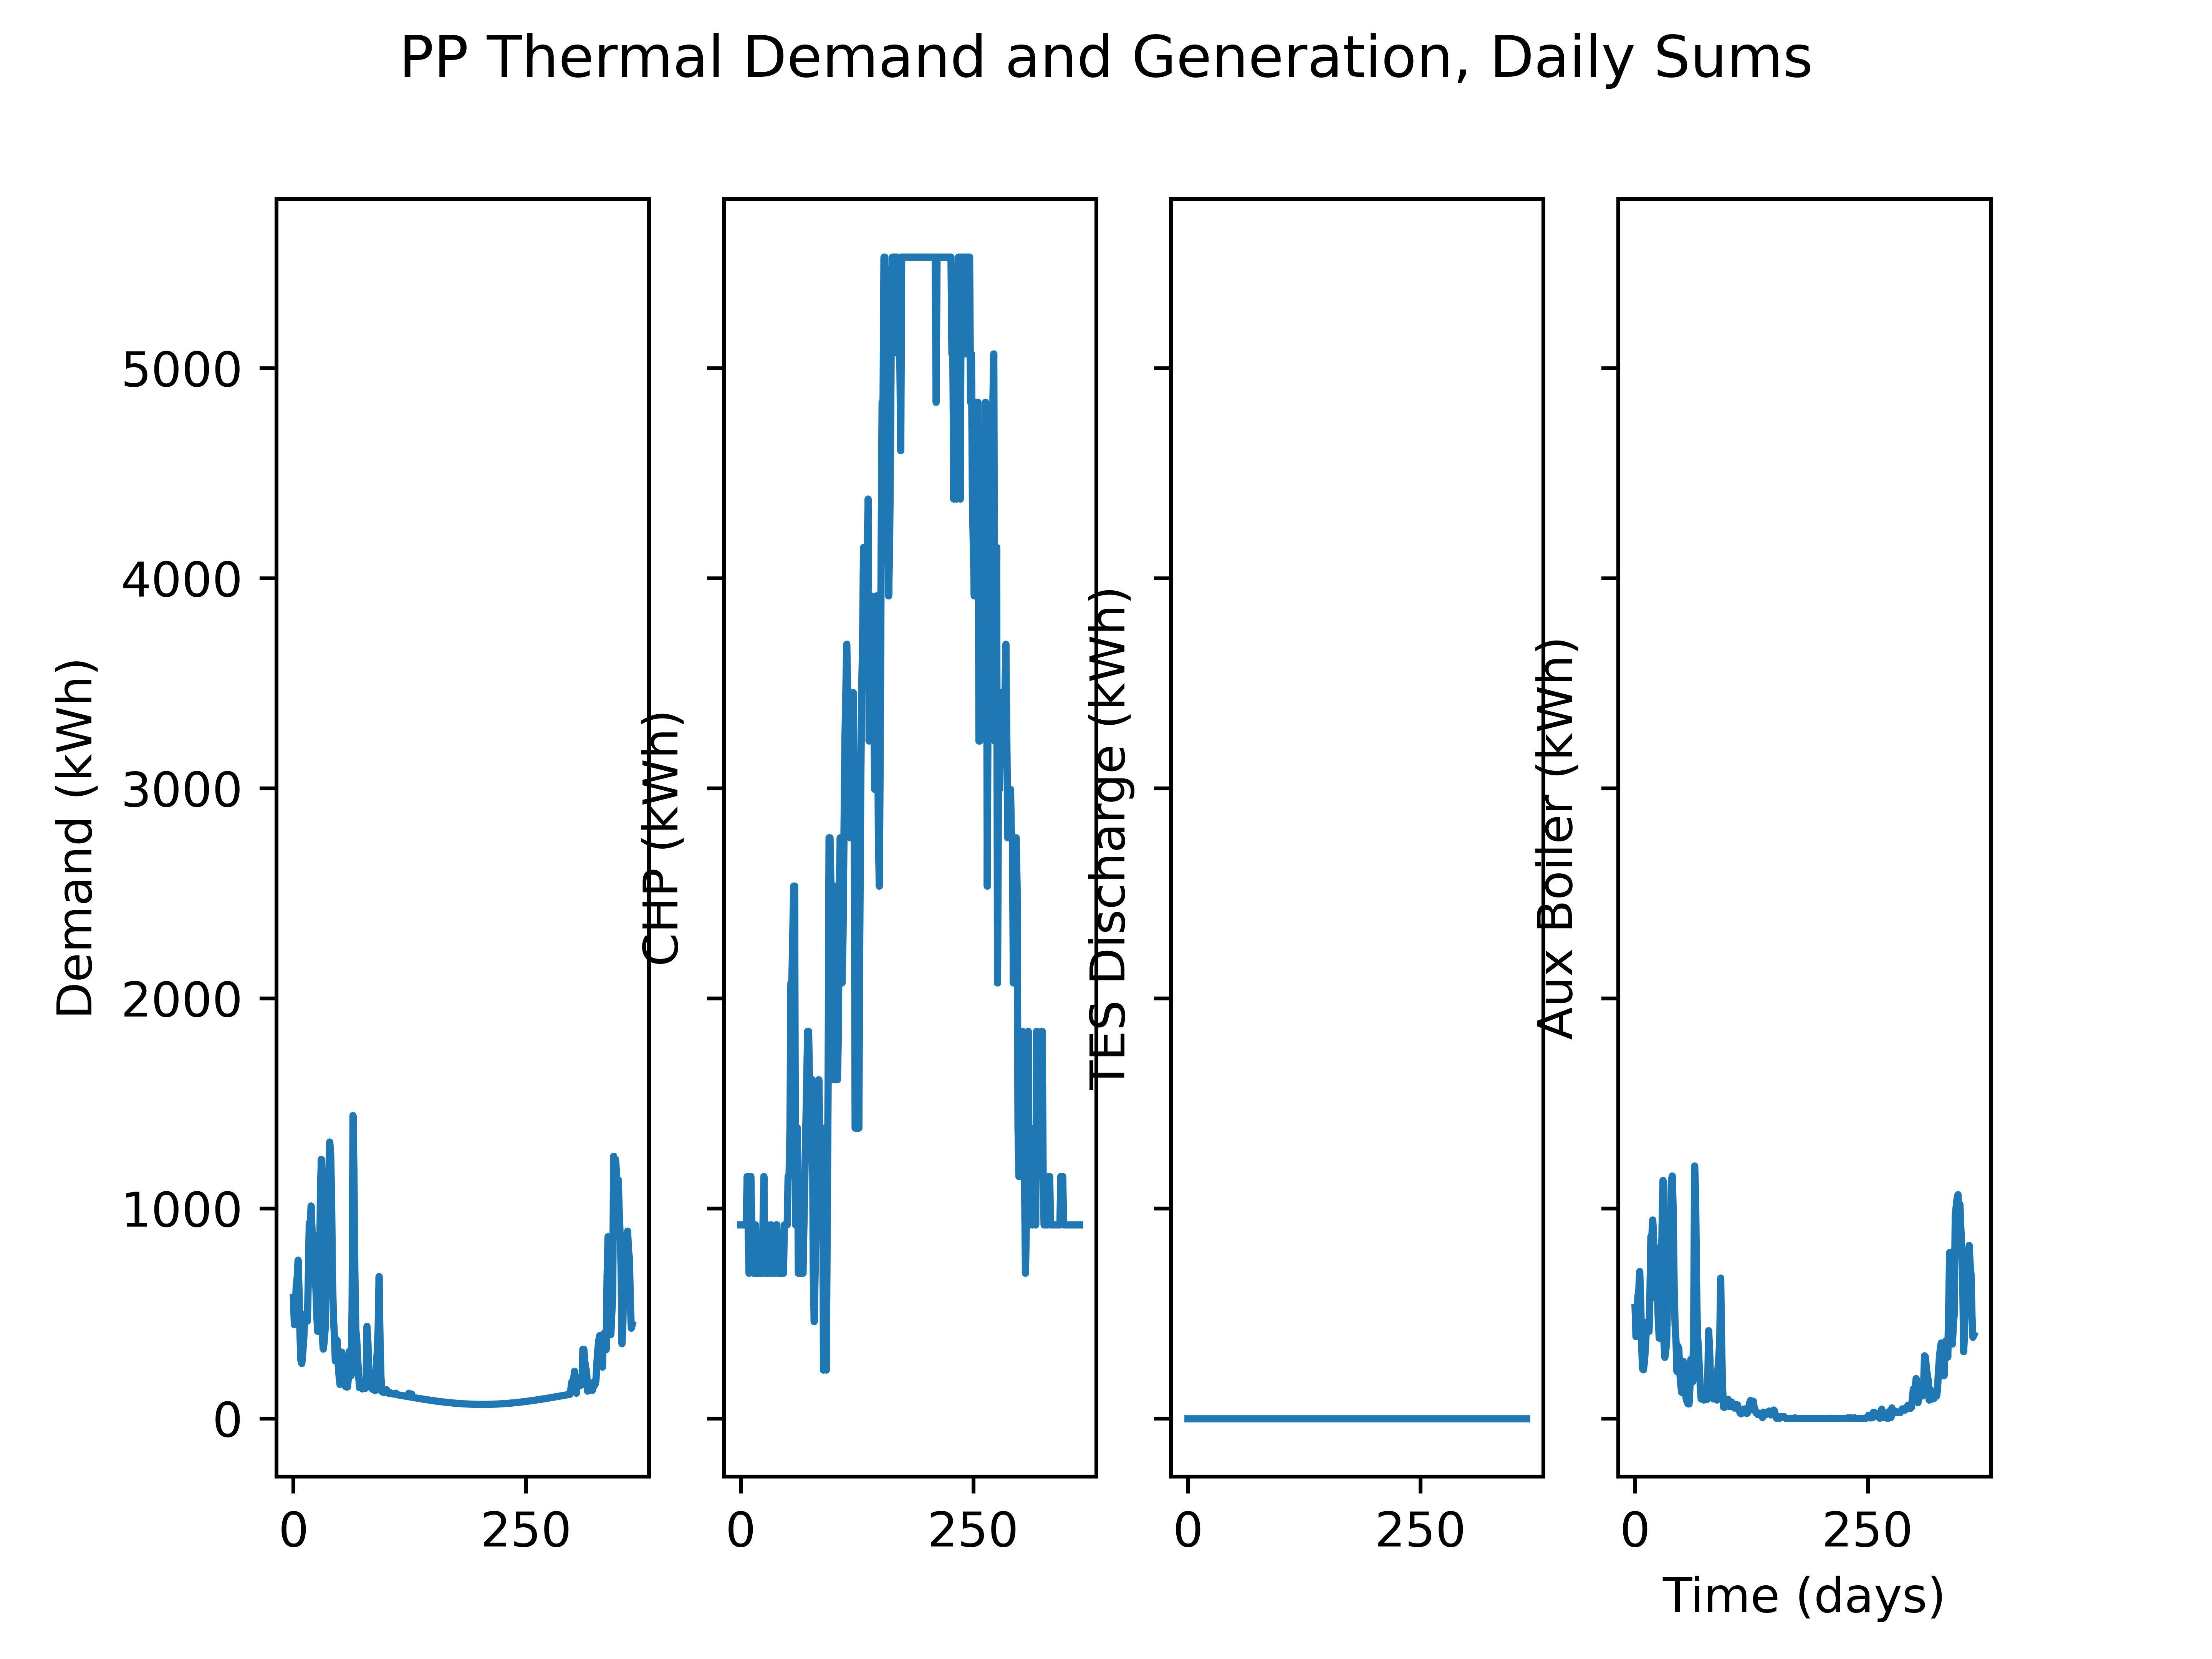 PP Thermal Demand and Generation, Daily Sums
Demand (kWh)
5000
4000
3000
2000
1000
0
0 250
CHP (kWh)
0 250
TES Discharge (kWh)
0 250
Aux Boiler (kWh)
0 250
Time (days)